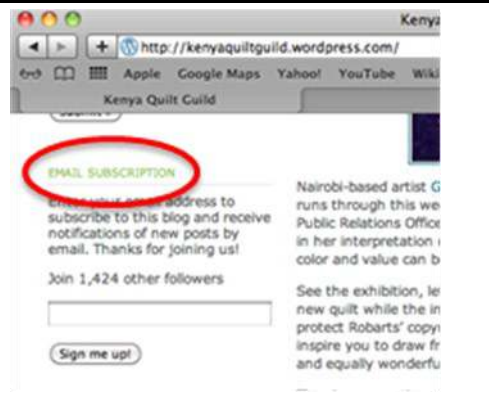 Kenya
http://kenyaquiltguild.wordpress.com/
Apple Google Maps Yahoo! YouTube Wiki
Kenya Quilt Guild
EMAIL SUBSCRIPTION
Enter your email address to
subscribe to this blog and receive
notifications of new posts by
email. Thanks for joining us!
Join 1,424 other followers
Sign me up!
Nairobi-based artist G
runs through this wee
Public Relations Office
in her interpretation
color and value can b
See the exhibition, le
new quilt while the in
protect Robarts' copy
inspire you to draw fr
and equally wonderfu